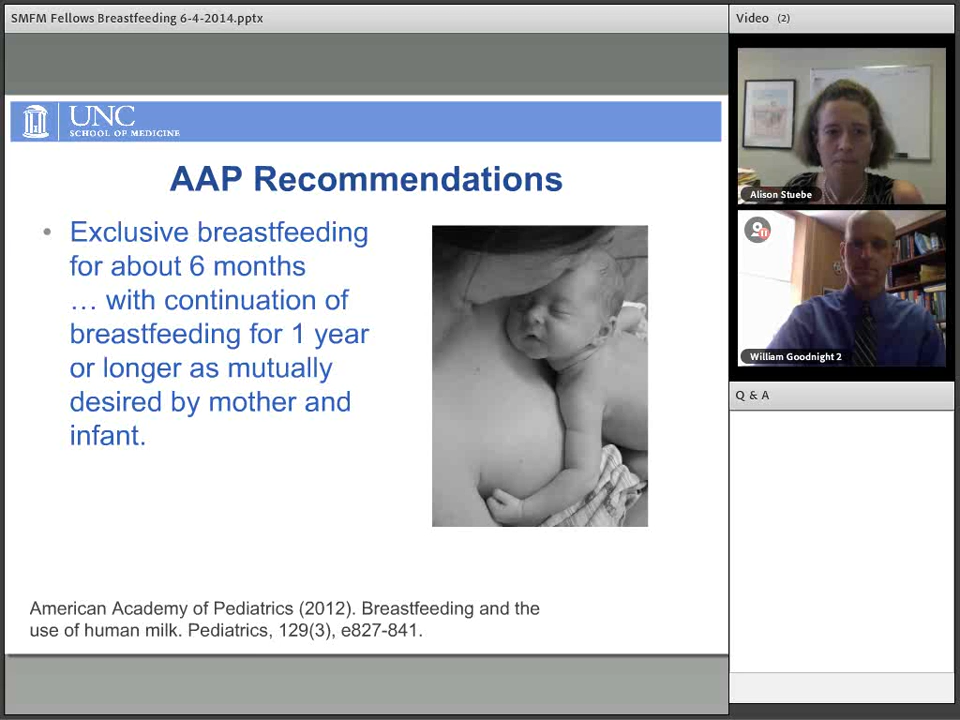 SMFM Fellows Breastfeeding 6-4-2014.pptx
Video (2)
UNC
SCHOOL OF MEDICINE
AAP Recommendations
• Exclusive breastfeeding
for about 6 months
… with continuation of
breastfeeding for 1 year
or longer as mutually
desired by mother and
infant.
American Academy of Pediatrics (2012). Breastfeeding and the
use of human milk. Pediatrics, 129(3), e827-841.
Alison Stuebe
William Goodnight 2
Q & A